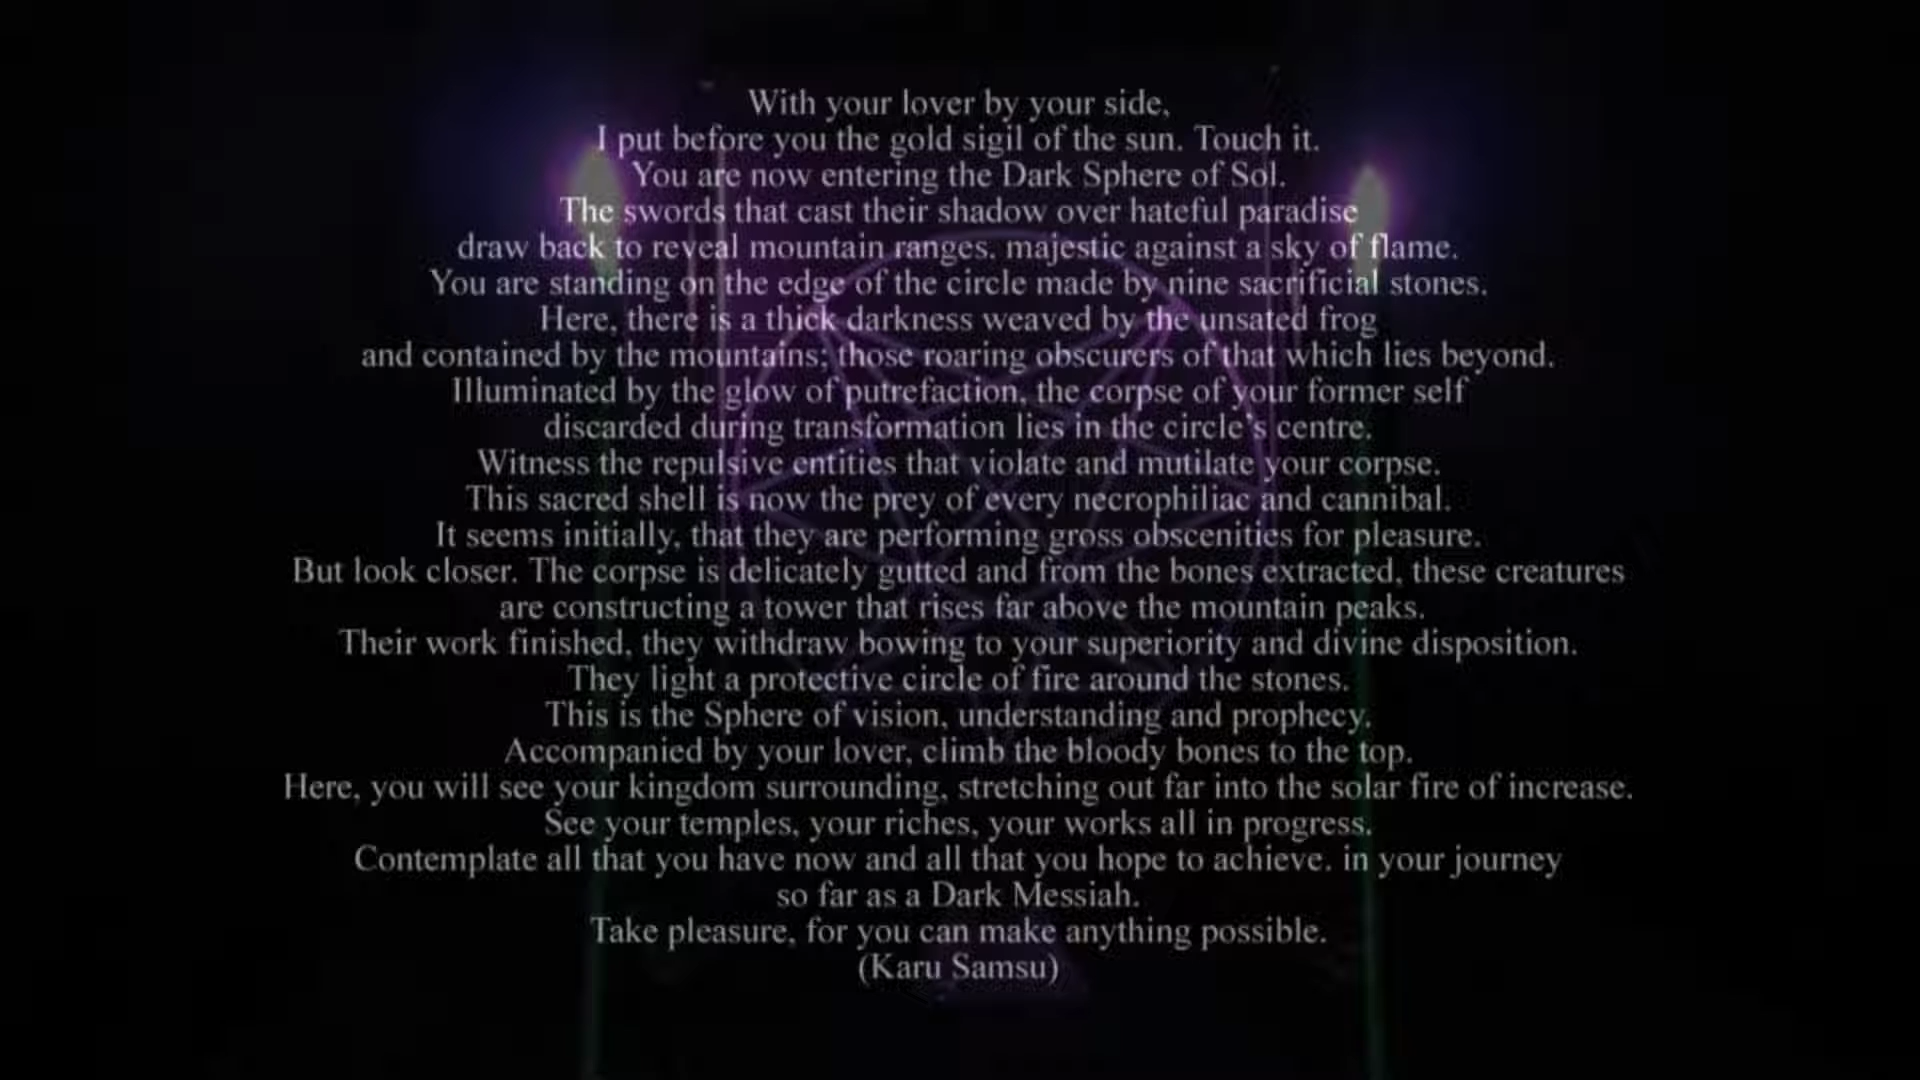 With your lover by your side,
I put before you the gold sigil of the sun. Touch it.
You are now entering the Dark Sphere of Sol.
The swords that cast their shadow over hateful paradise
draw back to reveal mountain ranges. majestic against a sky of flame.
You are standing on the edge of the circle made by nine sacrificial stones.
Here, there is a thick darkness weaved by the unsated frog
and contained by the mountains; those roaring obscurers of that which lies beyond.
Illuminated by the glow of putrefaction, the corpse of your former self
discarded during transformation lies in the circle's centre.
Witness the repulsive entities that violate and mutilate your corpse.
This sacred shell is now the prey of every necrophiliac and cannibal.
It seems initially, that they are performing gross obscenities for pleasure.
But look closer. The corpse is delicately gutted and from the bones extracted, these creatures
are constructing a tower that rises far above the mountain peaks.
Their work finished, they withdraw bowing to your superiority and divine disposition.
They light a protective circle of fire around the stones.
This is the Sphere of vision, understanding and prophecy.
Accompanied by your lover, climb the bloody bones to the top.
Here, you will see your kingdom surrounding, stretching out far into the solar fire of increase.
See your temples, your riches, your works all in progress.
Contemplate all that you have now and all that you hope to achieve. in your journey
so far as a Dark Messiah.
Take pleasure, for you can make anything possible.
(Karu Samsu)